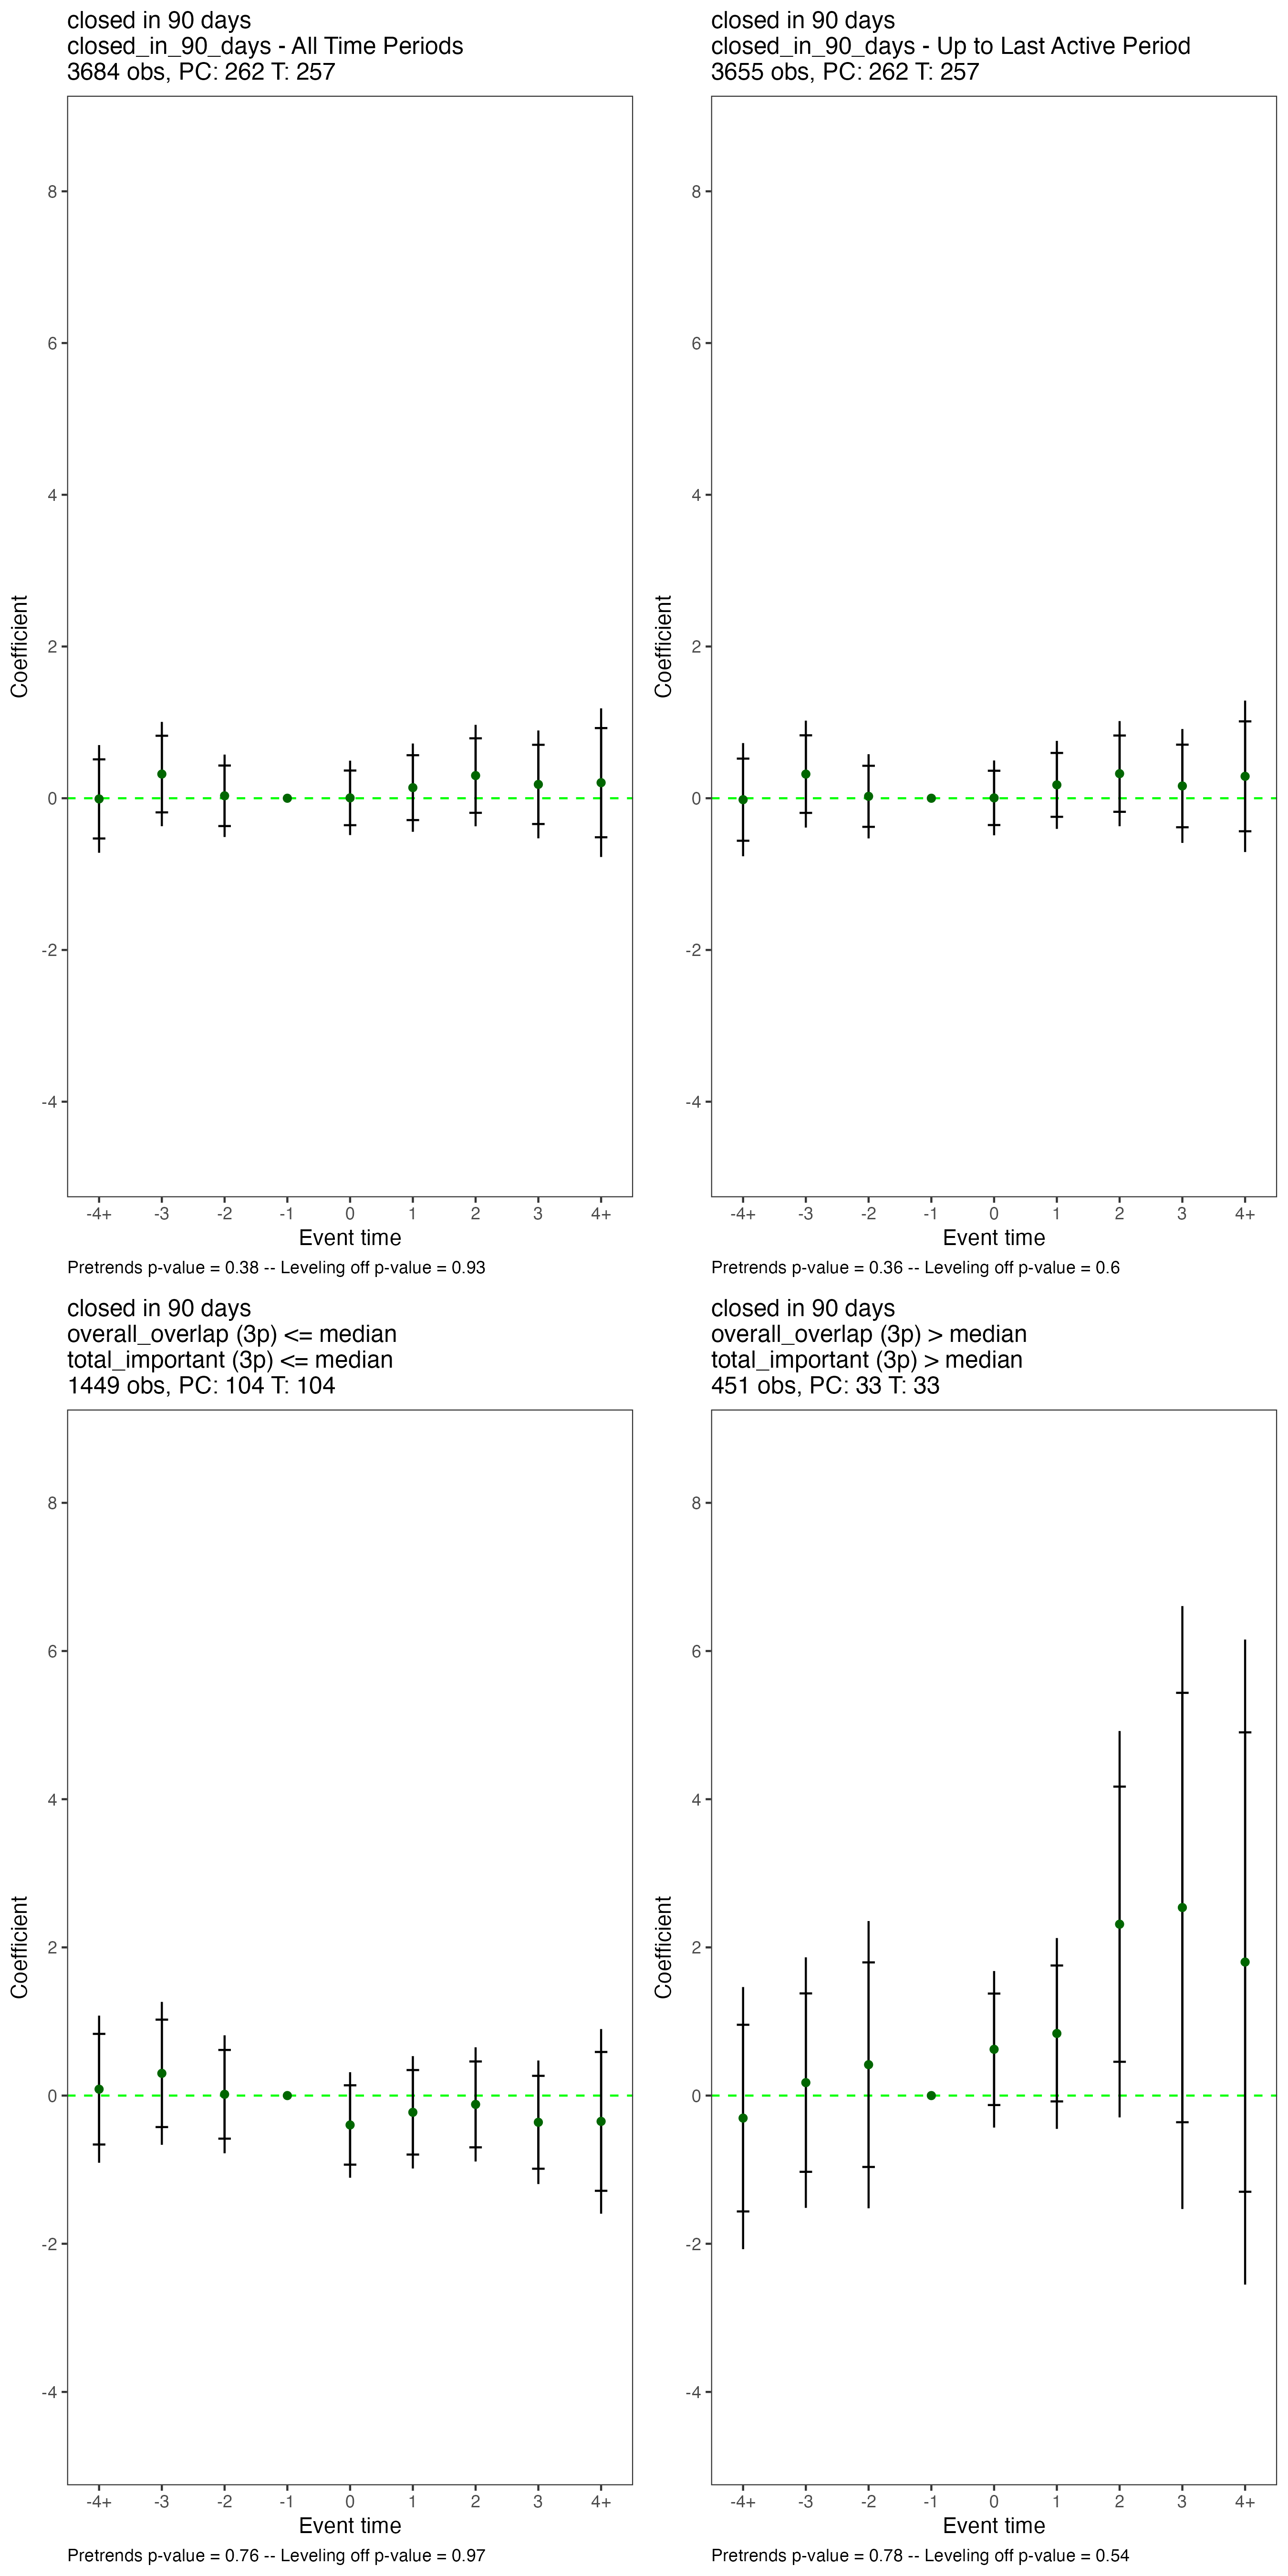 closed in 90 days
closed_in_90_days - All Time Periods
3684 obs, PC: 262 T: 257
Coefficient
8
6
4
2
0
-2
-4
-4+ -3 -2 -1 0 1 2 3 4+
Event time
Pretrends p-value = 0.38 -- Leveling off p-value = 0.93
closed in 90 days
closed_in_90_days - Up to Last Active Period
3655 obs, PC: 262 T: 257
Coefficient
8
6
4
2
0
-2
-4
-4+ -3 -2 -1 0 1 2 3 4+
Event time
Pretrends p-value = 0.36 -- Leveling off p-value = 0.6
closed in 90 days
overall_overlap (3p) <= median
total_important (3p) <= median
1449 obs, PC: 104 T: 104
Coefficient
8
6
4
2
0
-2
-4
-4+ -3 -2 -1 0 1 2 3 4+
Event time
Pretrends p-value = 0.76 -- Leveling off p-value = 0.97
closed in 90 days
overall_overlap (3p) > median
total_important (3p) > median
451 obs, PC: 33 T: 33
Coefficient
8
6
4
2
0
-2
-4
-4+ -3 -2 -1 0 1 2 3 4+
Event time
Pretrends p-value = 0.78 -- Leveling off p-value = 0.54